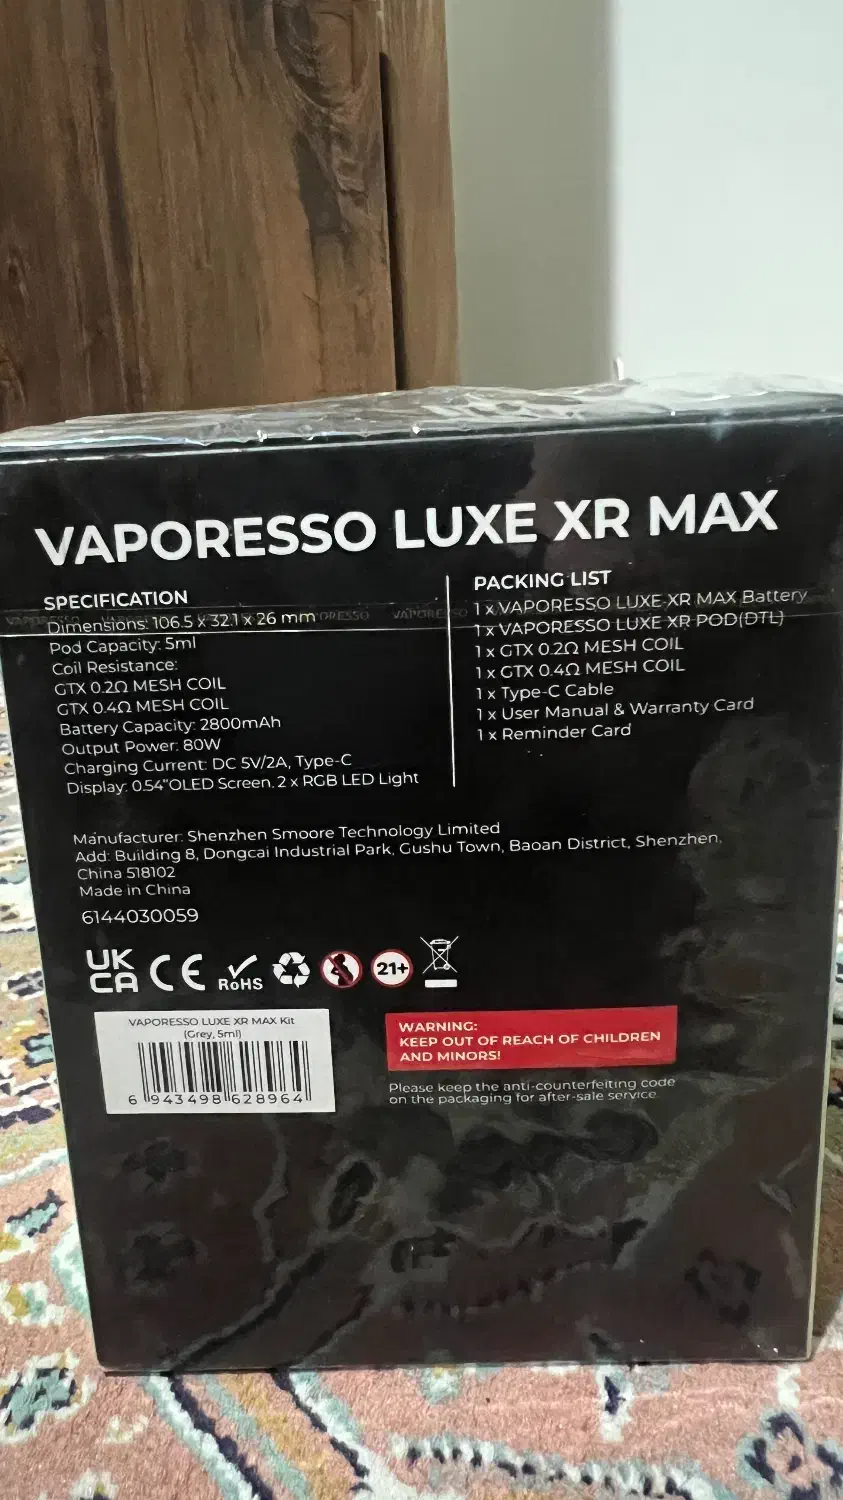 VAPORESSO LUXE XR MAX
SPECIFICATION
Dimensions: 106.5 x 32.1 x 26 mm
Pod Capacity: 5ml
Coil Resistance:
GTX 0.2Ω MESH COIL
GTX 0.4Ω MESH COIL
Battery Capacity: 2800mAh
Output Power: 80W
Charging Current: DC 5V/2A, Type-C
Display: 0.54"OLED Screen. 2 x RGB LED Light
PACKING LIST
1 x VAPORESSO LUXE XR MAX Battery
1 x VAPORESSO LUXE XR POD(DTL)
1 x GTX 0.2Ω MESH COIL
1 x GTX 0.4Ω MESH COIL
1 x Type-C Cable
1 x User Manual & Warranty Card
1 x Reminder Card
VAPORESSO VAPORESSO VAPORESSO
Manufacturer: Shenzhen Smoore Technology Limited
Add: Building 8, Dongcai Industrial Park, Gushu Town, Baoan District, Shenzhen,
China 518102
Made in China
6144030059
UK
CA CE RoHS 21+
VAPORESSO LUXE XR MAX Kit
(Grey, 5ml)
6 943498 628964
WARNING:
KEEP OUT OF REACH OF CHILDREN
AND MINORS!
Please keep the anti-counterfeiting code
on the packaging for after-sale service.